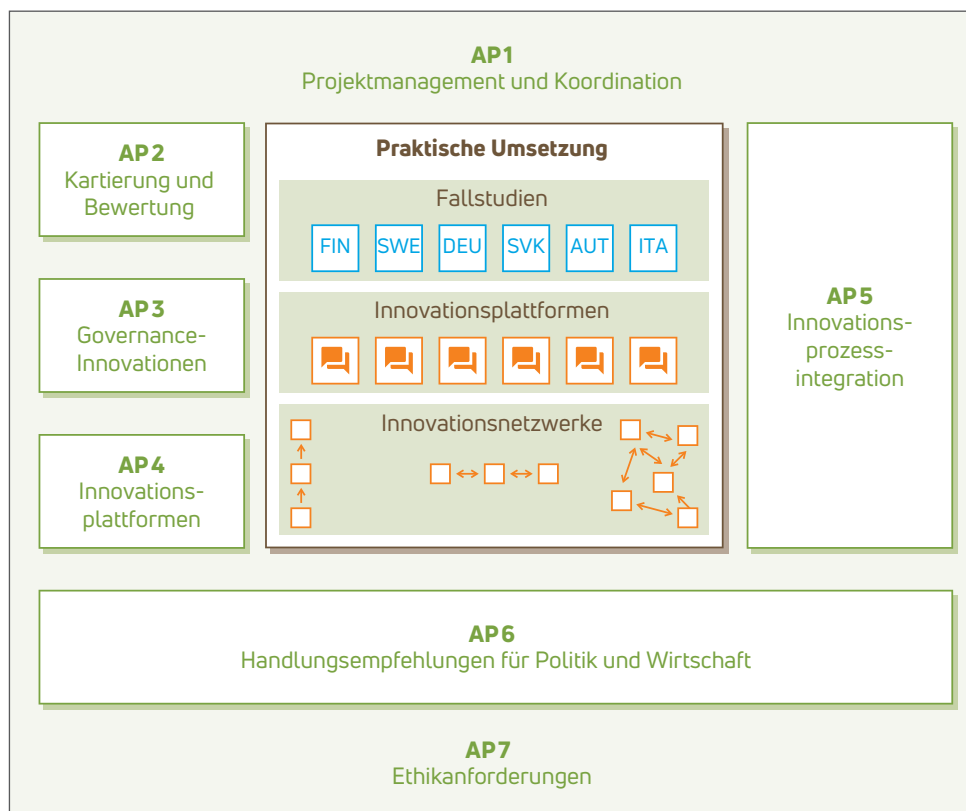 AP1
Projektmanagement und Koordination
AP2
Kartierung und
Bewertung
AP3
Governance-
Innovationen
AP4
Innovations-
plattformen
Praktische Umsetzung
Fallstudien
FIN SWE DEU SVK AUT ITA
Innovationsplattformen
Innovationsnetzwerke
AP5
Innovations-
prozess-
integration
AP6
Handlungsempfehlungen für Politik und Wirtschaft
AP7
Ethikanforderungen